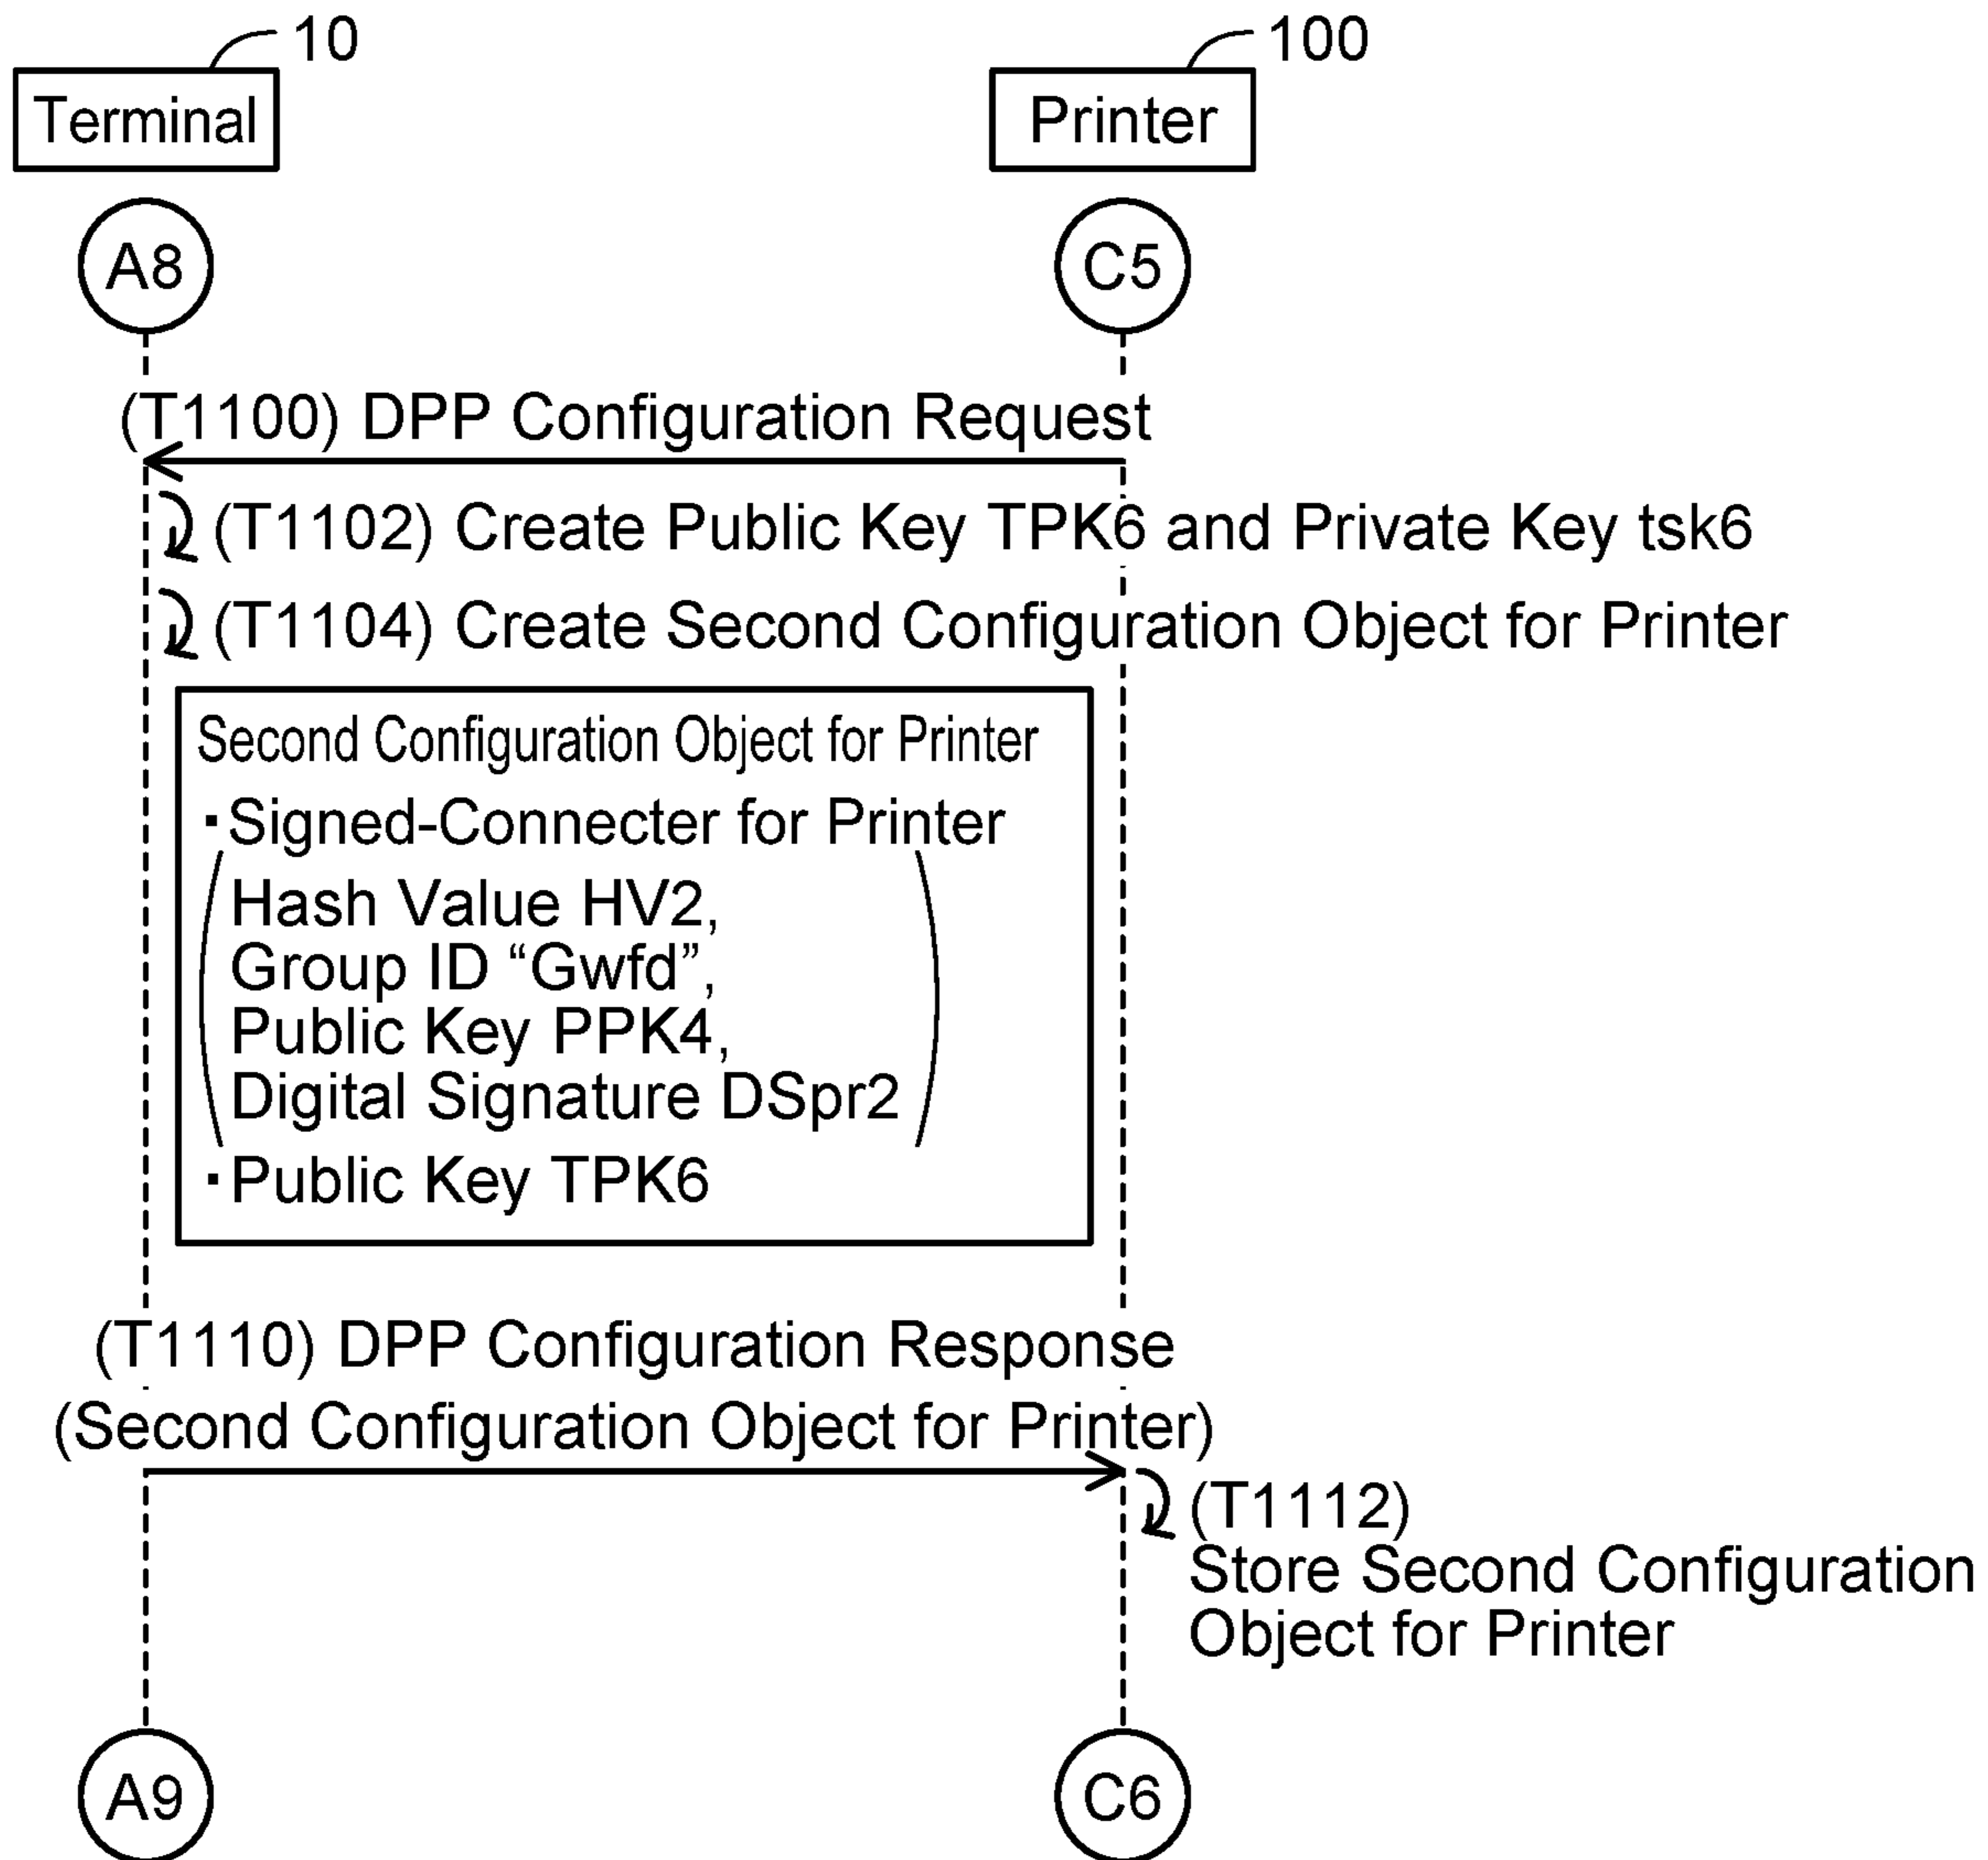 10
100
Terminal
Printer
A8
C5
(T1100) DPP Configuration Request
(T1102) Create Public Key TPK6 and Private Key tsk6
(T1104) Create Second Configuration Object for Printer
Second Configuration Object for Printer
▪Signed-Connecter for Printer
Hash Value HV2,
Group ID “Gwfd”,
Public Key PPK4,
Digital Signature DSpr2
▪Public Key TPK6
(T1110) DPP Configuration Response
(Second Configuration Object for Printer)
(T1112)
Store Second Configuration
Object for Printer
A9
C6